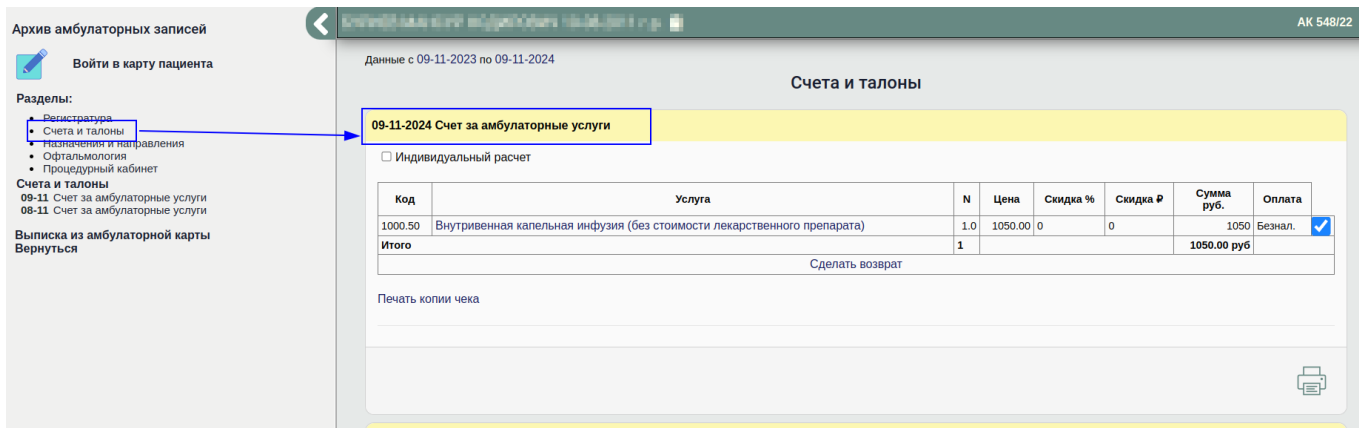 Архив амбулаторных записей
Войти в карту пациента
Разделы:
Регистратура
Счета и талоны
Назначения и направления
Офтальмология
Процедурный кабинет
Счета и талоны
09-11 Счет за амбулаторные услуги
08-11 Счет за амбулаторные услуги
Выписка из амбулаторной карты
Вернуться
АК 548/22
Данные с 09-11-2023 по 09-11-2024
Счета и талоны
09-11-2024 Счет за амбулаторные услуги
Индивидуальный расчет
Код Услуга N Цена Скидка % Скидка ₽ Сумма руб. Оплата
1000.50 Внутривенная капельная инфузия (без стоимости лекарственного препарата) 1.0 1050.00 0 0 1050 Безнал.
Итого 1 1050.00 руб
Сделать возврат
Печать копии чека